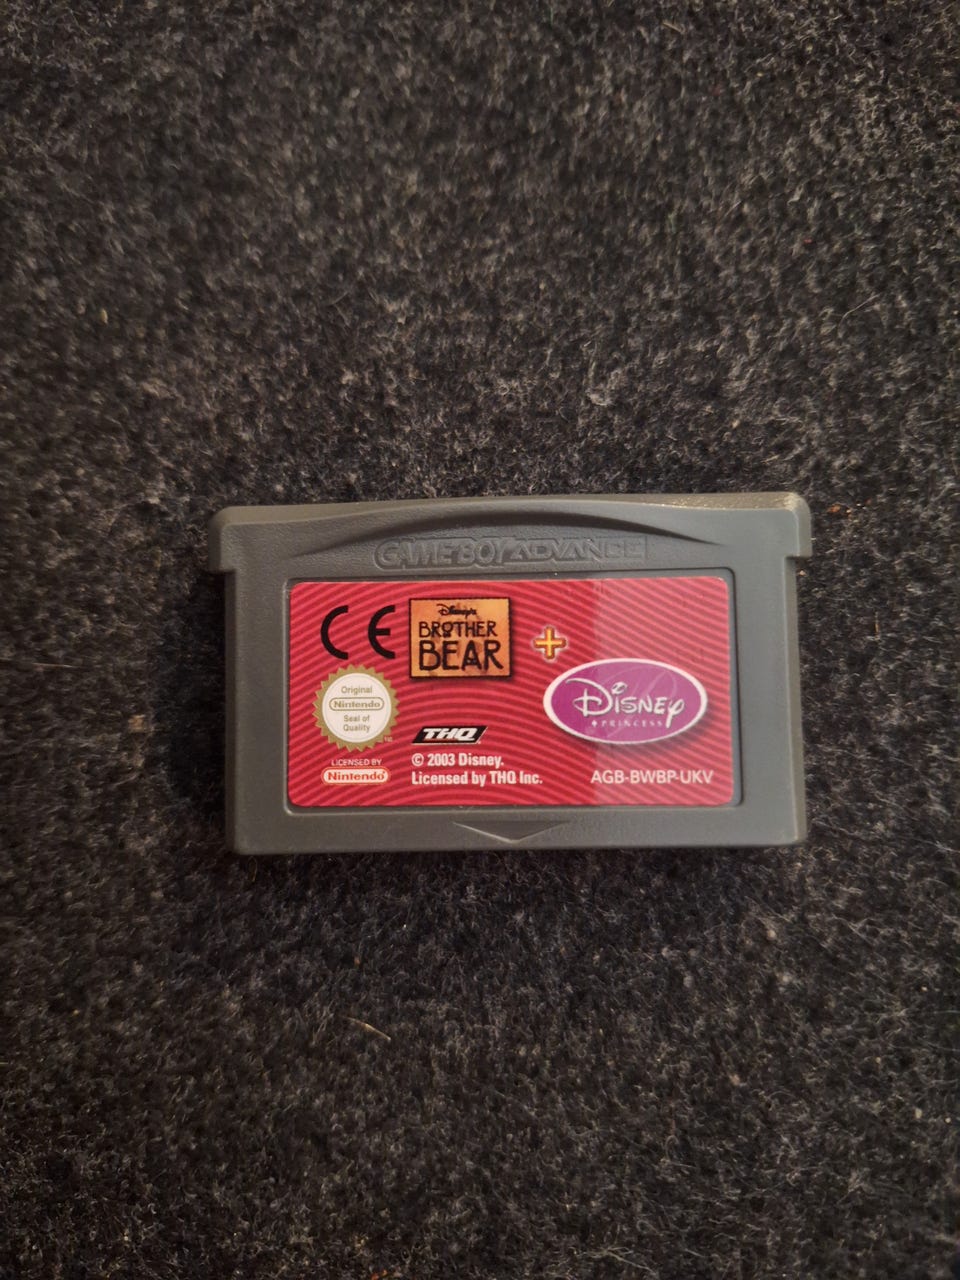 GAME BOY ADVANCE
CE
Disney's
BROTHER
BEAR
+
Disney
PRINCESS
Original
Nintendo
Seal of
Quality
TM
LICENSED BY
Nintendo
THQ
© 2003 Disney.
Licensed by THQ Inc.
AGB-BWBP-UKV